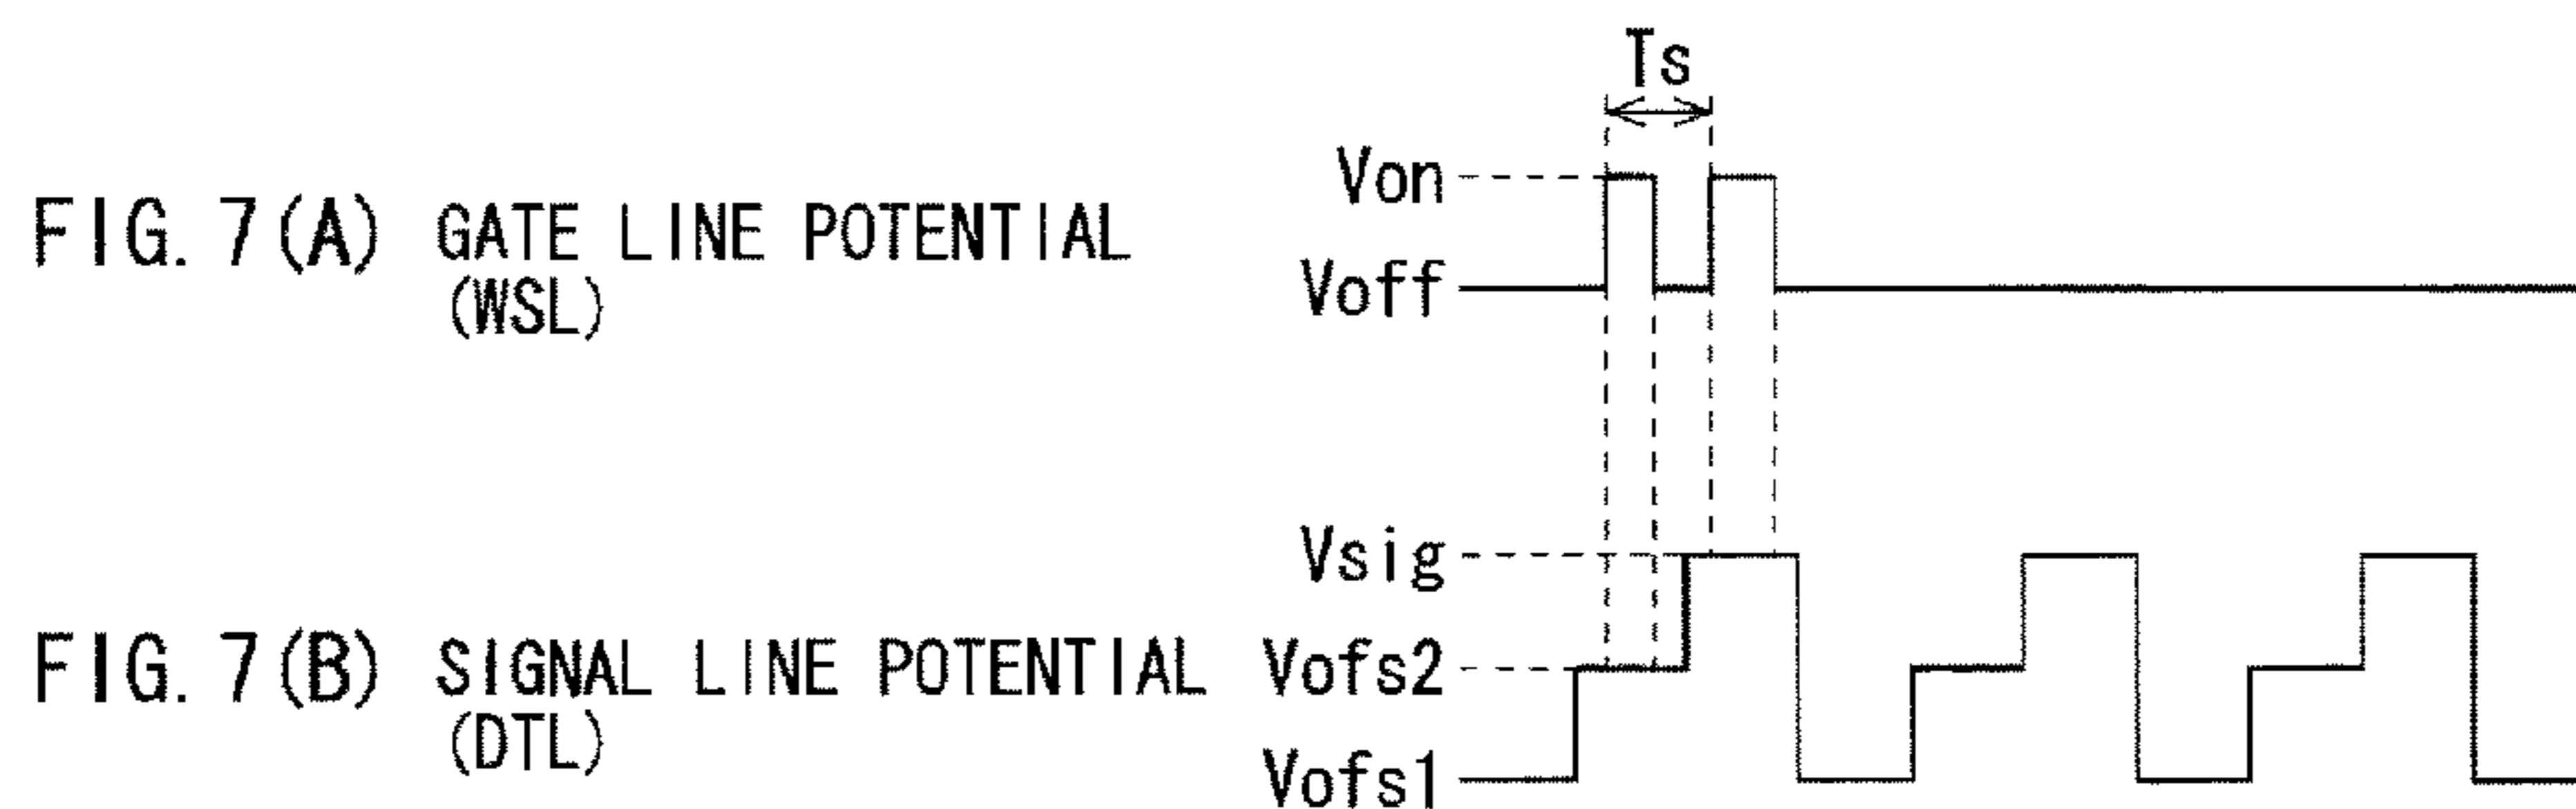 Ts
Von
FIG. 7(A) GATE LINE POTENTIAL
(WSL)
Voff
Vsig
FIG. 7(B) SIGNAL LINE POTENTIAL Vofs2
(DTL)
Vofs1